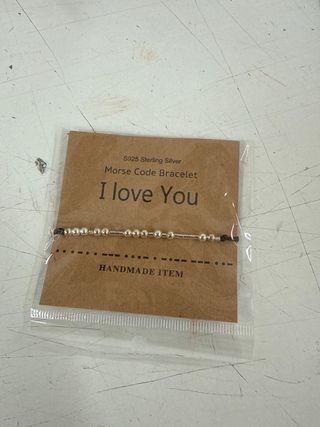 S925 Sterling Silver
Morse Code Bracelet
I love You
HANDMADE ITEM